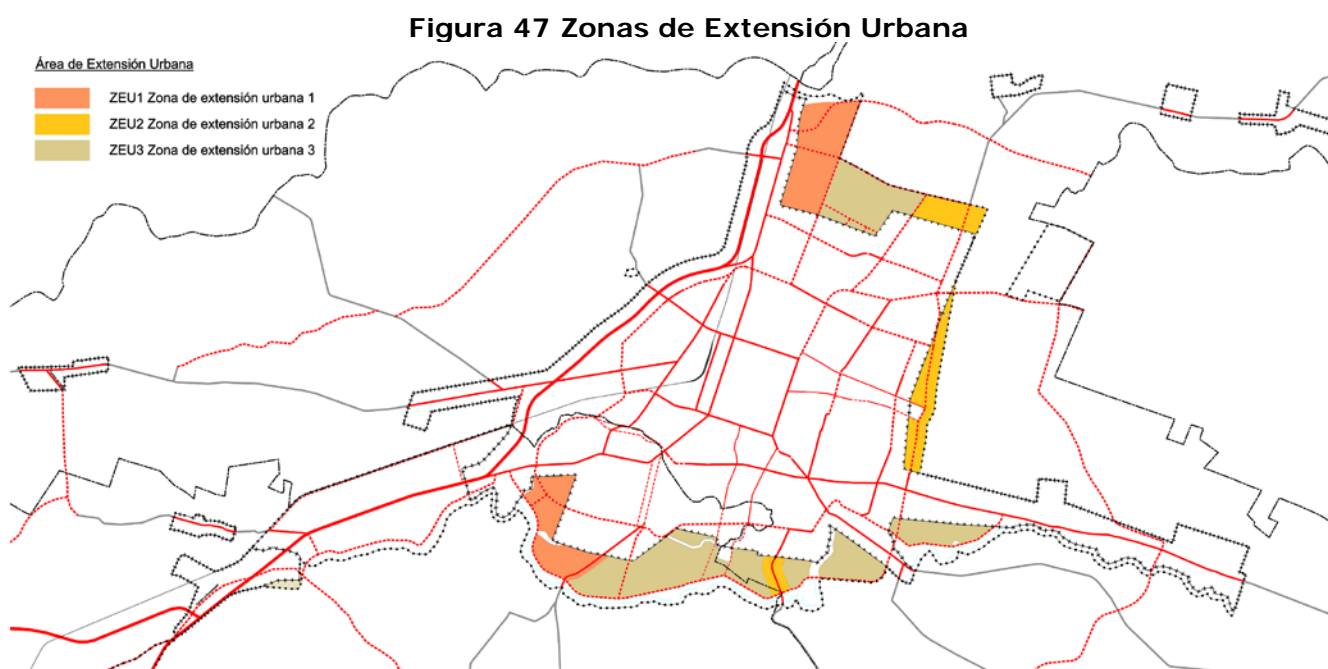 Figura 47 Zonas de Extensión Urbana
Área de Extensión Urbana
ZEU1 Zona de extensión urbana 1
ZEU2 Zona de extensión urbana 2
ZEU3 Zona de extensión urbana 3